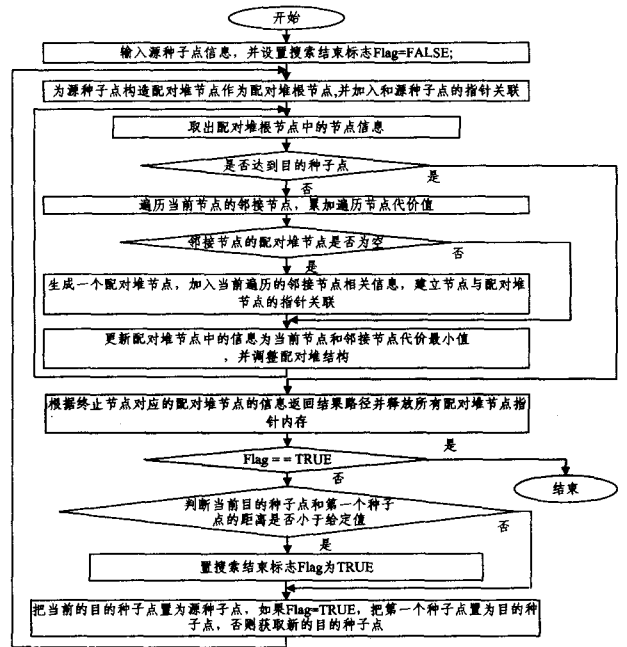 开始
输入源种子点信息，并设置搜索结束标志Flag=FALSE;
为源种子点构造配对堆节点作为配对堆根节点,并加入和源种子点的指针关联
取出配对堆根节点中的节点信息
是否达到目的种子点
是
否
遍历当前节点的邻接节点，累加遍历节点代价值
邻接节点的配对堆节点是否为空
否
是
生成一个配对堆节点，加入当前遍历的邻接节点相关信息，建立节点与配对堆
节点的指针关联
更新配对堆节点中的信息为当前节点和邻接节点代价最小值
，并调整配对堆结构
根据终止节点对应的配对堆节点的信息返回结果路径并释放所有配对堆节点指
针内存
是
Flag = = TRUE
否
结束
判断当前目的种子点和第一个种子
点的距离是否小于给定值
否
是
置搜索结束标志Flag为TRUE
把当前的目的种子点置为源种子点，如果Flag=TRUE，把第一个种子点置为目的种
子点，否则获取新的目的种子点